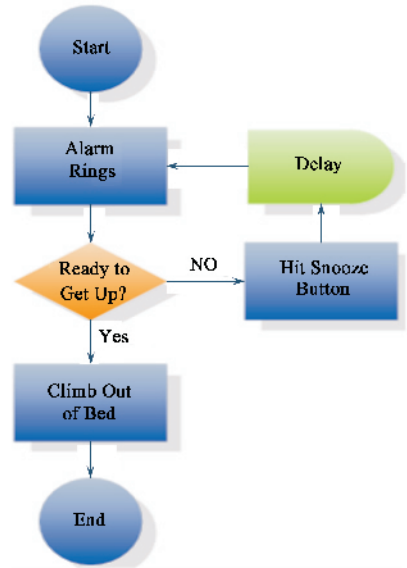 Start
Alarm
Rings
Delay
Ready to
Get Up?
NO
Hit Snooze
Button
Yes
Climb Out
of Bed
End